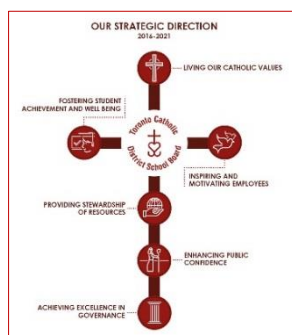 OUR STRATEGIC DIRECTION
2016-2021
LIVING OUR CATHOLIC VALUES
FOSTERING STUDENT
ACHIEVEMENT AND WELL BEING
Toronto Catholic
District School Board
INSPIRING AND
MOTIVATING EMPLOYEES
PROVIDING STEWARDSHIP
OF RESOURCES
ENHANCING PUBLIC
CONFIDENCE
ACHIEVING EXCELLENCE IN
GOVERNANCE